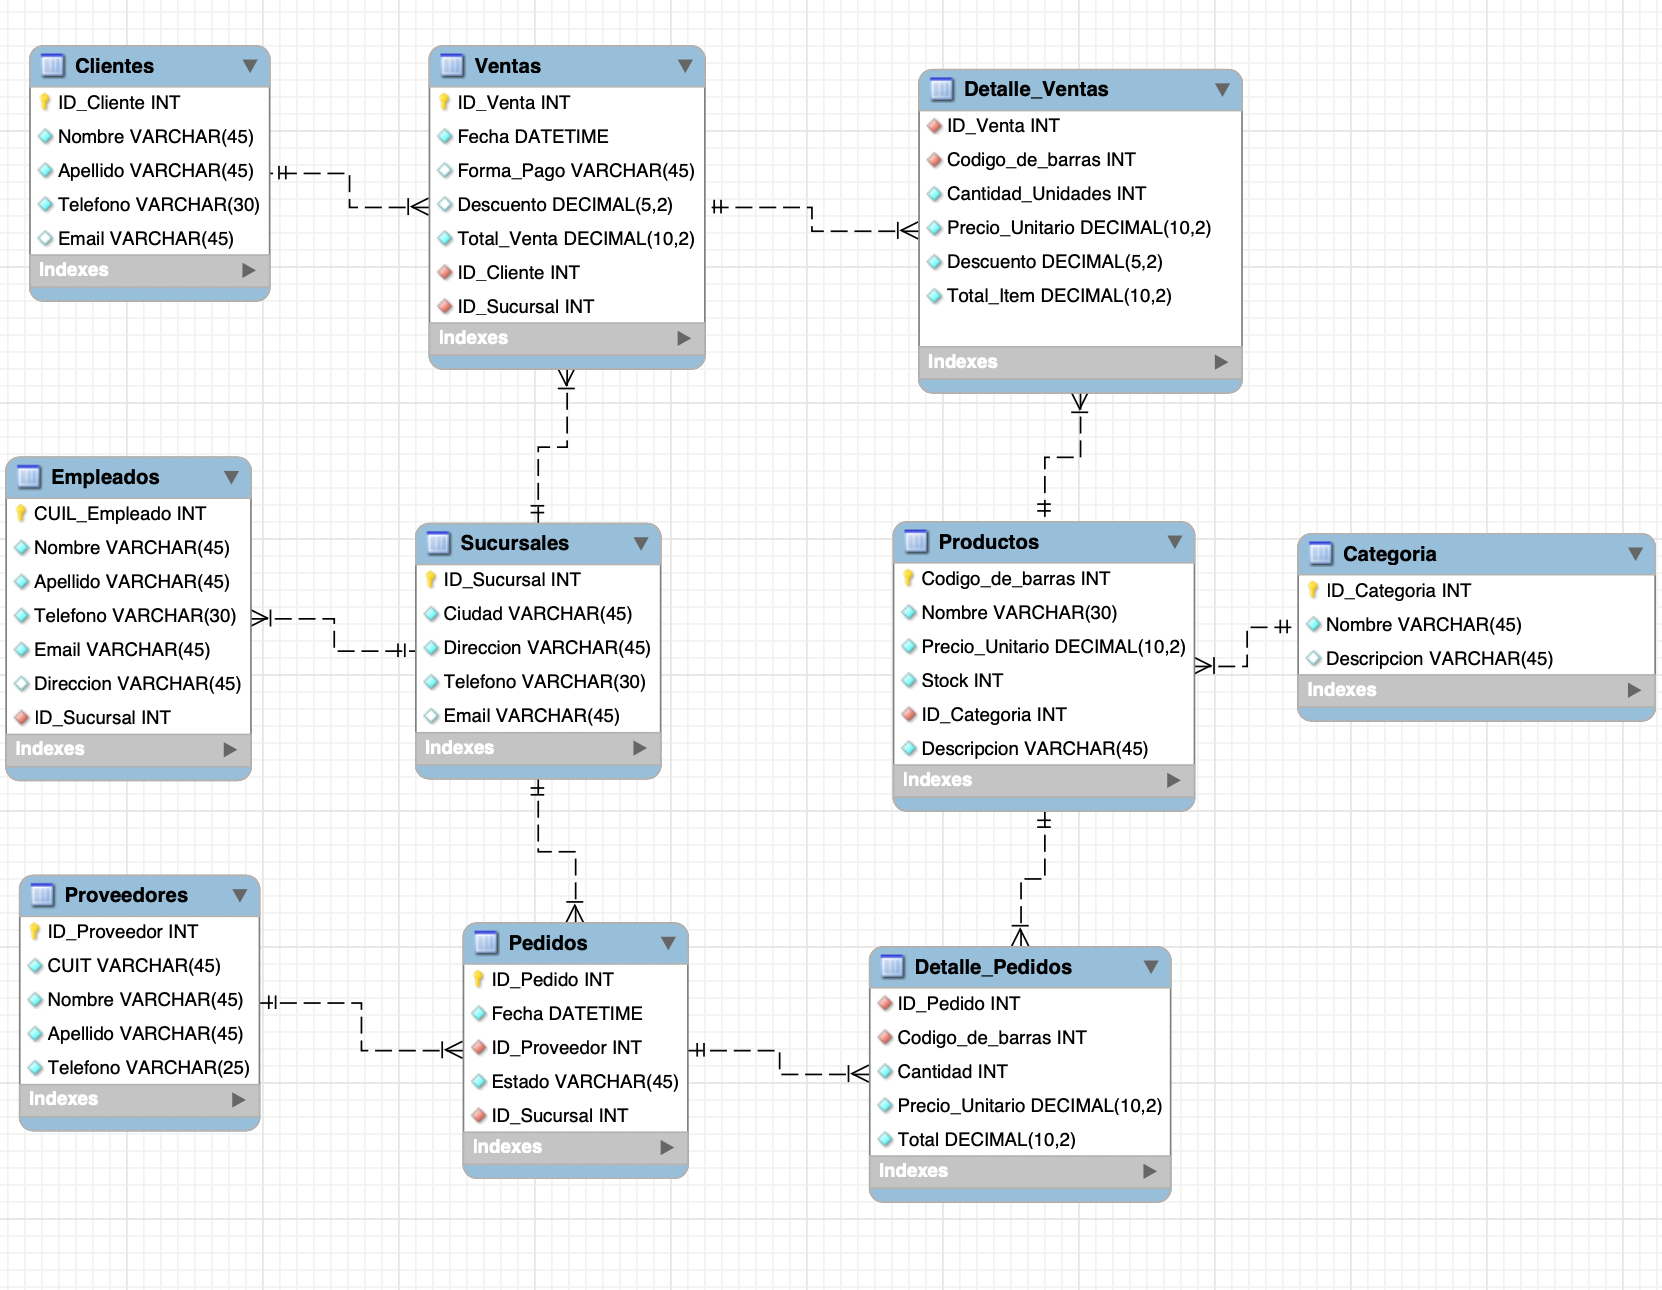 Clientes
ID_Cliente INT
Nombre VARCHAR(45)
Apellido VARCHAR(45)
Telefono VARCHAR(30)
Email VARCHAR(45)
Indexes
Ventas
ID_Venta INT
Fecha DATETIME
Forma_Pago VARCHAR(45)
Descuento DECIMAL(5,2)
Total_Venta DECIMAL(10,2)
ID_Cliente INT
ID_Sucursal INT
Indexes
Detalle_Ventas
ID_Venta INT
Codigo_de_barras INT
Cantidad_Unidades INT
Precio_Unitario DECIMAL(10,2)
Descuento DECIMAL(5,2)
Total_Item DECIMAL(10,2)
Indexes
Empleados
CUIL_Empleado INT
Nombre VARCHAR(45)
Apellido VARCHAR(45)
Telefono VARCHAR(30)
Email VARCHAR(45)
Direccion VARCHAR(45)
ID_Sucursal INT
Indexes
Sucursales
ID_Sucursal INT
Ciudad VARCHAR(45)
Direccion VARCHAR(45)
Telefono VARCHAR(30)
Email VARCHAR(45)
Indexes
Productos
Codigo_de_barras INT
Nombre VARCHAR(30)
Precio_Unitario DECIMAL(10,2)
Stock INT
ID_Categoria INT
Descripcion VARCHAR(45)
Indexes
Categoria
ID_Categoria INT
Nombre VARCHAR(45)
Descripcion VARCHAR(45)
Indexes
Proveedores
ID_Proveedor INT
CUIT VARCHAR(45)
Nombre VARCHAR(45)
Apellido VARCHAR(45)
Telefono VARCHAR(25)
Indexes
Pedidos
ID_Pedido INT
Fecha DATETIME
ID_Proveedor INT
Estado VARCHAR(45)
ID_Sucursal INT
Indexes
Detalle_Pedidos
ID_Pedido INT
Codigo_de_barras INT
Cantidad INT
Precio_Unitario DECIMAL(10,2)
Total DECIMAL(10,2)
Indexes